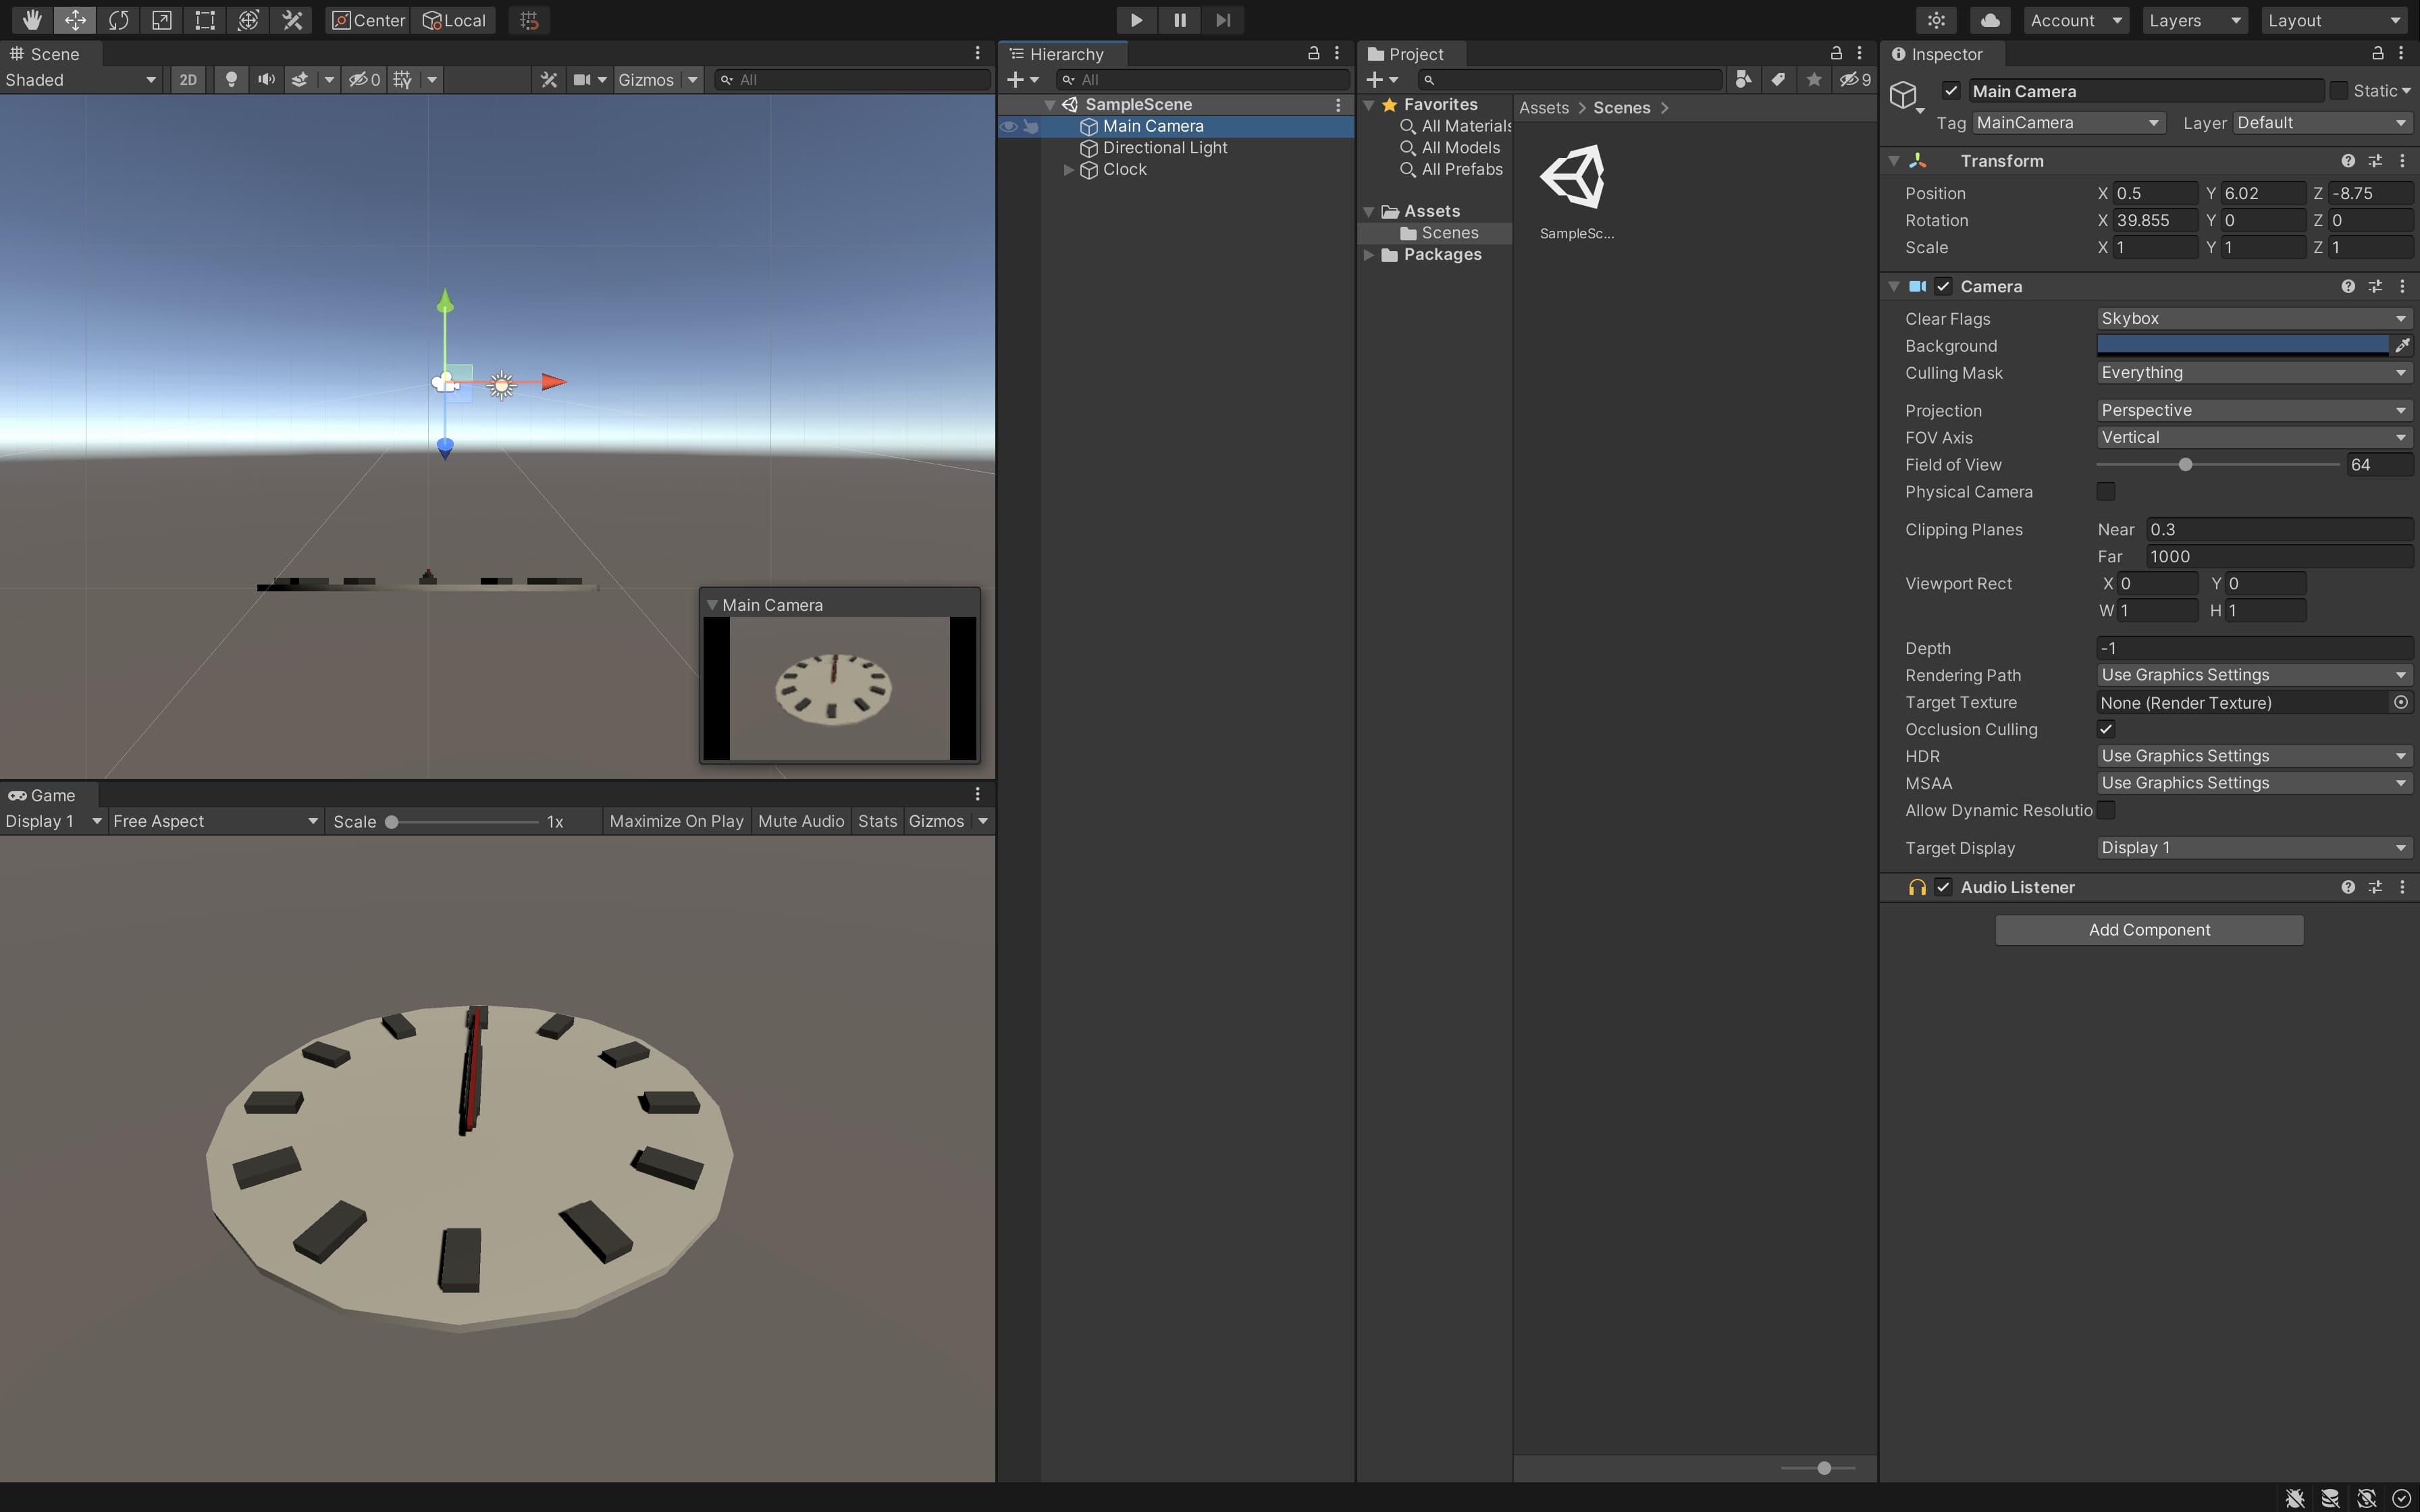 Center
Local
Account
Layers
Layout
Scene
Shaded
2D
0
Gizmos
All
Main Camera
Game
Display 1
Free Aspect
Scale
1x
Maximize On Play
Mute Audio
Stats
Gizmos
Hierarchy
All
SampleScene
Main Camera
Directional Light
Clock
Project
9
Favorites
All Materials
All Models
All Prefabs
Assets
Scenes
Packages
Assets > Scenes >
SampleSc...
Inspector
Main Camera
Static
Tag MainCamera Layer Default
Transform
Position X 0.5 Y 6.02 Z -8.75
Rotation X 39.855 Y 0 Z 0
Scale X 1 Y 1 Z 1
Camera
Clear Flags Skybox
Background
Culling Mask Everything
Projection Perspective
FOV Axis Vertical
Field of View 64
Physical Camera
Clipping Planes Near 0.3
Far 1000
Viewport Rect X 0 Y 0
W 1 H 1
Depth -1
Rendering Path Use Graphics Settings
Target Texture None (Render Texture)
Occlusion Culling
HDR Use Graphics Settings
MSAA Use Graphics Settings
Allow Dynamic Resolutio
Target Display Display 1
Audio Listener
Add Component